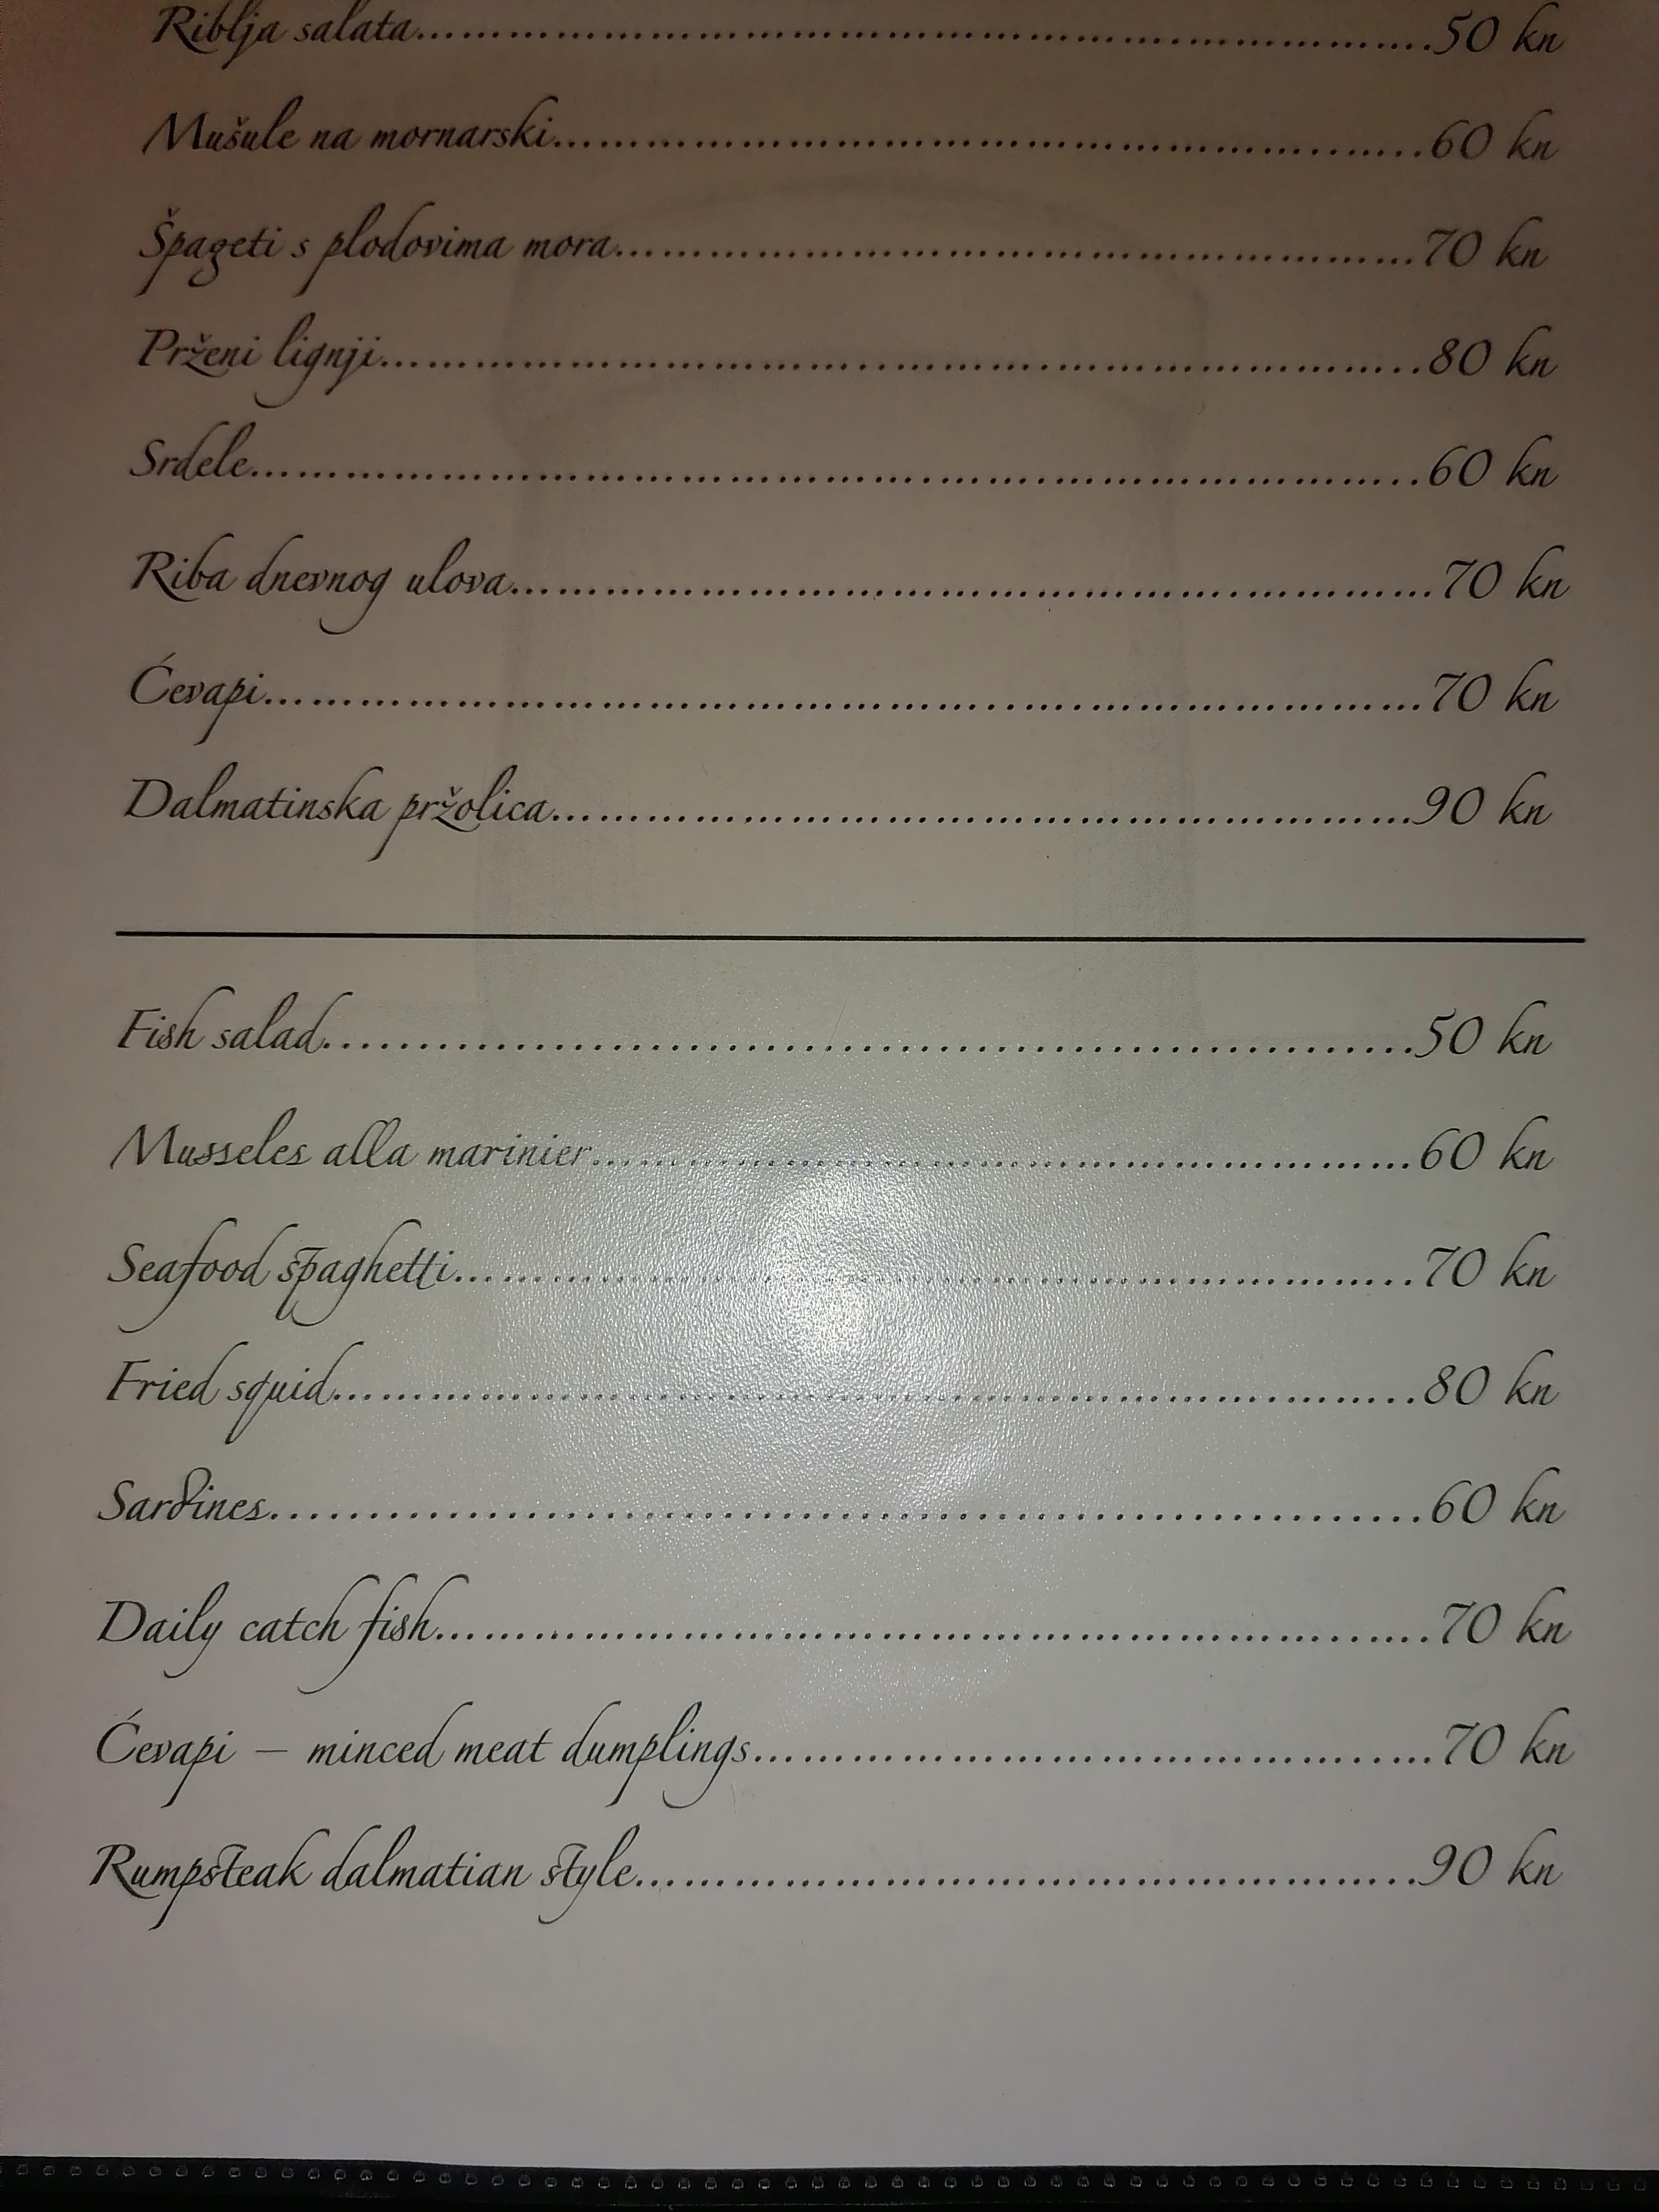 Riblja salata...............................................................50 kn
Mušule na mornarski...............................................................60 kn
Špageti s plodovima mora...............................................................70 kn
Prženi lignji...............................................................80 kn
Srdele...............................................................60 kn
Riba dnevnog ulova...............................................................70 kn
Ćevapi...............................................................70 kn
Dalmatinska pržolica...............................................................90 kn
Fish salad...............................................................50 kn
Musseles alla marinier...............................................................60 kn
Seafood spaghetti...............................................................70 kn
Fried squid...............................................................80 kn
Sardines...............................................................60 kn
Daily catch fish...............................................................70 kn
Ćevapi – minced meat dumplings...............................................................70 kn
Rumpsteak dalmatian style...............................................................90 kn